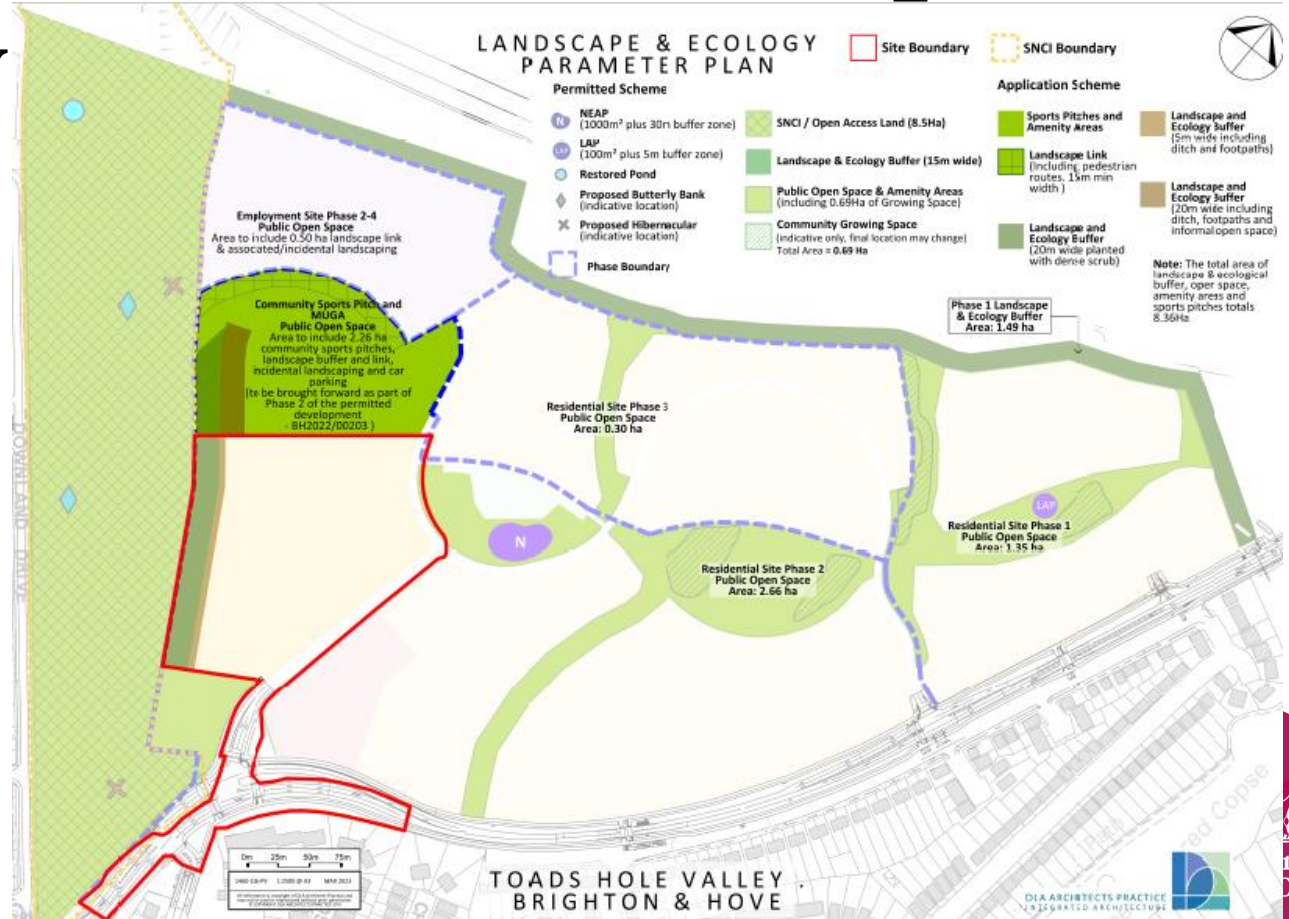 LANDSCAPE & ECOLOGY
PARAMETER PLAN
Site Boundary
SNCI Boundary
Permitted Scheme
N
NEAP
(1000m² plus 30m buffer zone)
LAP
LAP
(100m² plus 5m buffer zone)
Restored Pond
Proposed Butterly Bank
(indicative location)
Proposed Hibernacular
(indicative location)
Phase Boundary
SNCI / Open Access Land (8.5Ha)
Landscape & Ecology Buffer (15m wide)
Public Open Space & Amenity Areas
(including 0.69Ha of Growing Space)
Community Growing Space
(indicative only, final location may change)
Total Area = 0.69 Ha
Application Scheme
Sports Pitches and
Amenity Areas
Landscape Link
(Including pedestrian
routes, 15m min
width )
Landscape and
Ecology Buffer
(20m wide planted
with dense scrub)
Landscape and
Ecology Buffer
(5m wide including
ditch and footpaths)
Landscape and
Ecology Buffer
(20m wide including
ditch, footpaths and
informal open space)
Note: The total area of
landscape & ecological
buffer, oper space,
amenity areas and
sports pitches totals
8.36Ha
Employment Site Phase 2-4
Public Open Space
Area to include 0.50 ha landscape link
& assocated/incidental landscaping
Community Sports Pitch and
MUGA
Public Open Space
Area to include 2.26 ha
community sports pitches,
landscape buffer and link,
incidental landscaping and car
parking
(to be brought forward as part of
Phase 2 of the permitted
development
- BH2022/00203 )
Phase 1 Landscape
& Ecology Buffer
Area: 1.49 ha
Residential Site Phase 3
Public Open Space
Area: 0.30 ha
N
LAP
Residential Site Phase 1
Public Open Space
Area: 1.35 ha
Residential Site Phase 2
Public Open Space
Area: 2.66 ha
DOWNLAND DRIVE
Copse
0m 25m 50m 75m
MAR 2023
TOADS HOLE VALLEY .
BRIGHTON & HOVE
DLA ARCHITECTS PRACTICE
INTEGRATED ARCHITECTURE